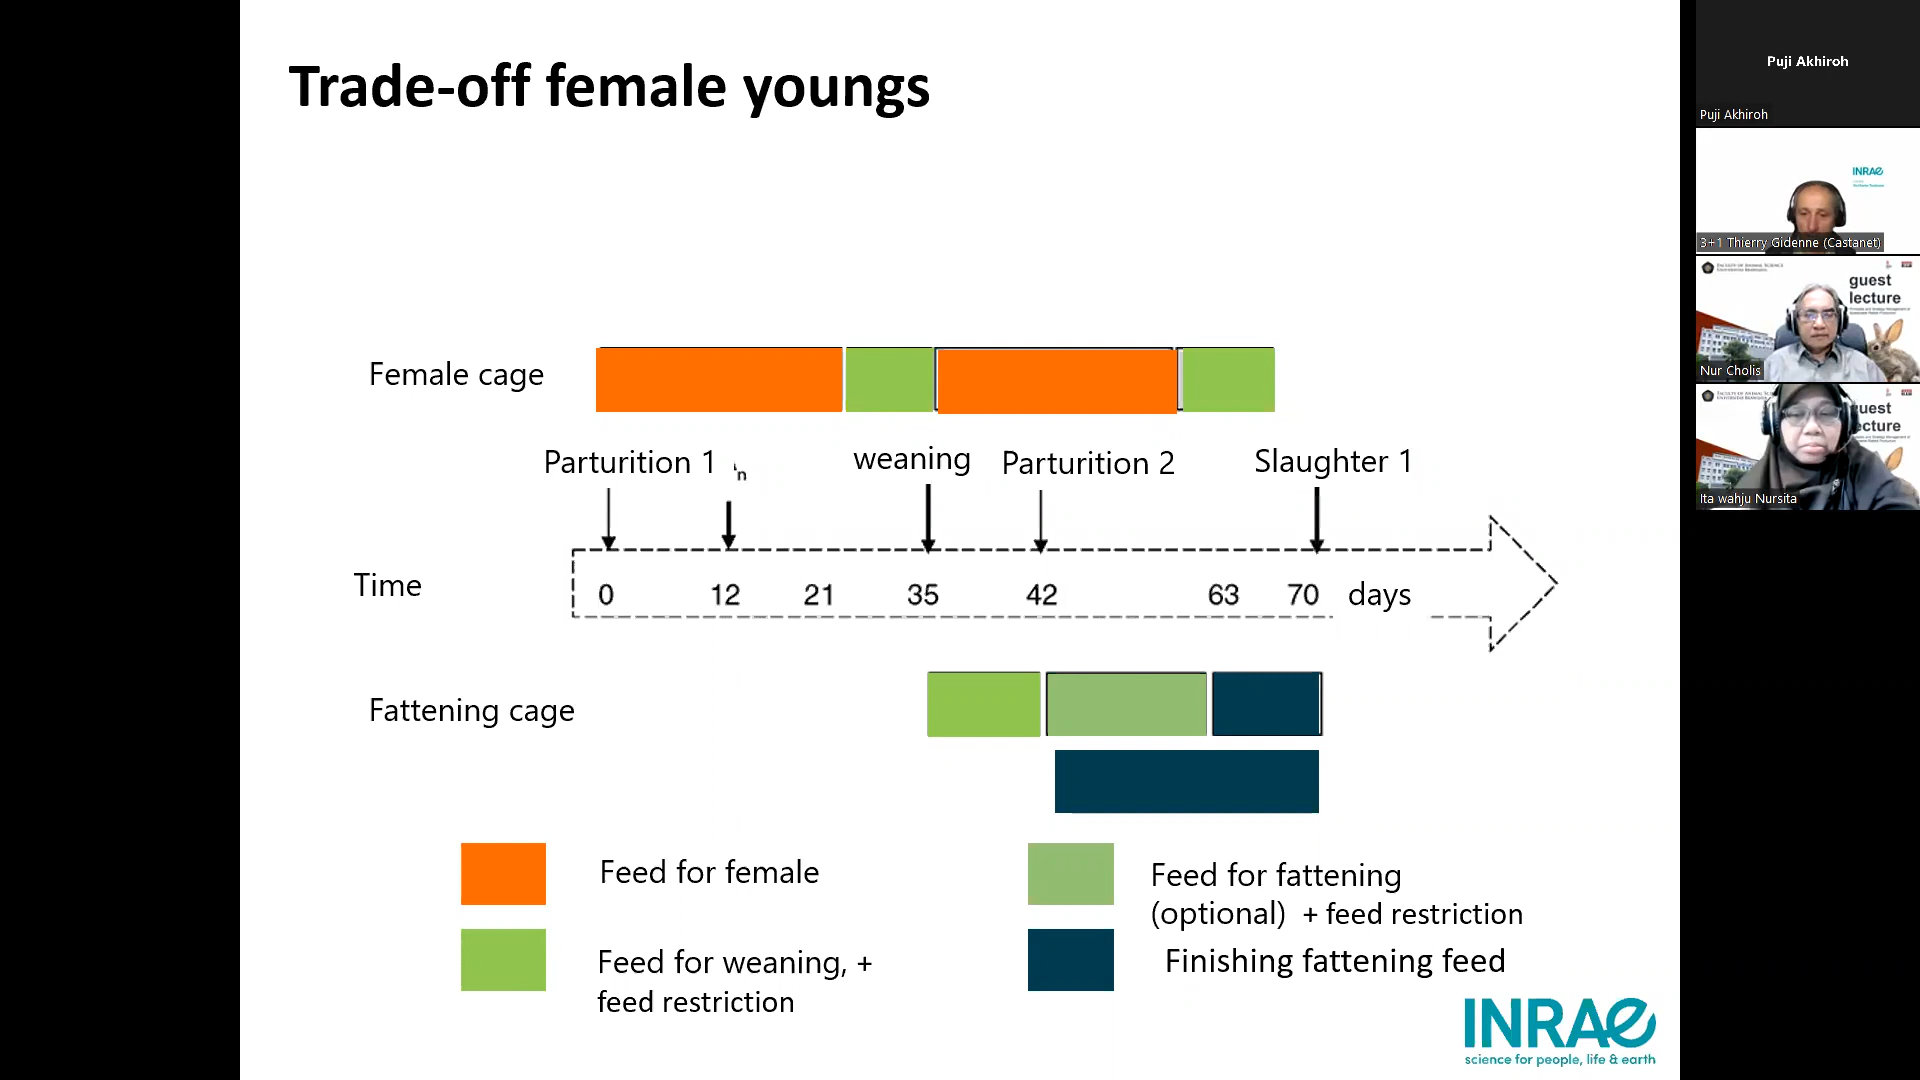 Trade-off female youngs
Female cage
Parturition 1
n
weaning
Parturition 2
Slaughter 1
Time
0 12 21 35 42 63 70 days
Fattening cage
Feed for female
Feed for weaning, +
feed restriction
Feed for fattening
(optional) + feed restriction
Finishing fattening feed
INRAE
science for people, life & earth
Puji Akhiroh
Puji Akhiroh
INRAE
3+1 Thierry Gidenne (Castanet)
guest
lecture
Nur Cholis
uest
ecture
Ita wahju Nursita